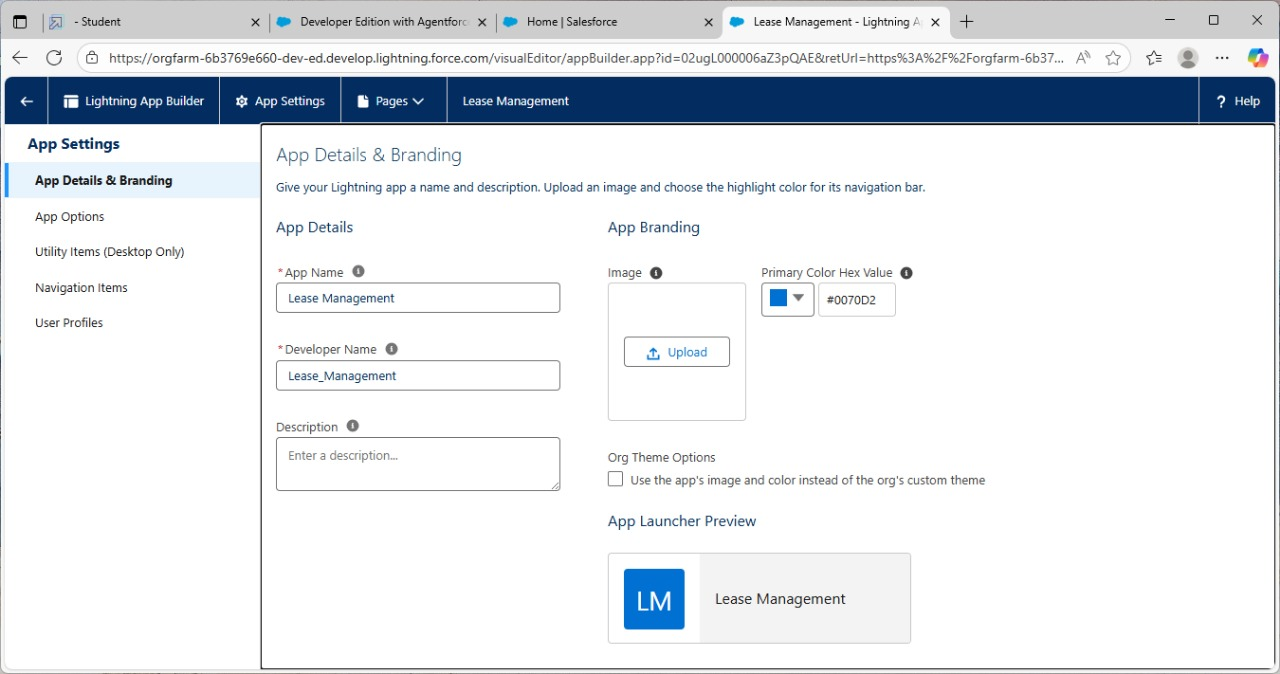 - Student
Developer Edition with Agentforc
Home | Salesforce
Lease Management - Lightning A
https://orgfarm-6b3769e660-dev-ed.develop.lightning.force.com/visualEditor/appBuilder.app?id=02ugL000006aZ3pQAE&retUrl=https%3A%2F%2Forgfarm-6b37...
Lightning App Builder
App Settings
Pages
Lease Management
? Help
App Settings
App Details & Branding
App Options
Utility Items (Desktop Only)
Navigation Items
User Profiles
App Details & Branding
Give your Lightning app a name and description. Upload an image and choose the highlight color for its navigation bar.
App Details
*App Name
Lease Management
*Developer Name
Lease_Management
Description
Enter a description...
App Branding
Image
Upload
Primary Color Hex Value
#0070D2
Org Theme Options
Use the app's image and color instead of the org's custom theme
App Launcher Preview
LM
Lease Management